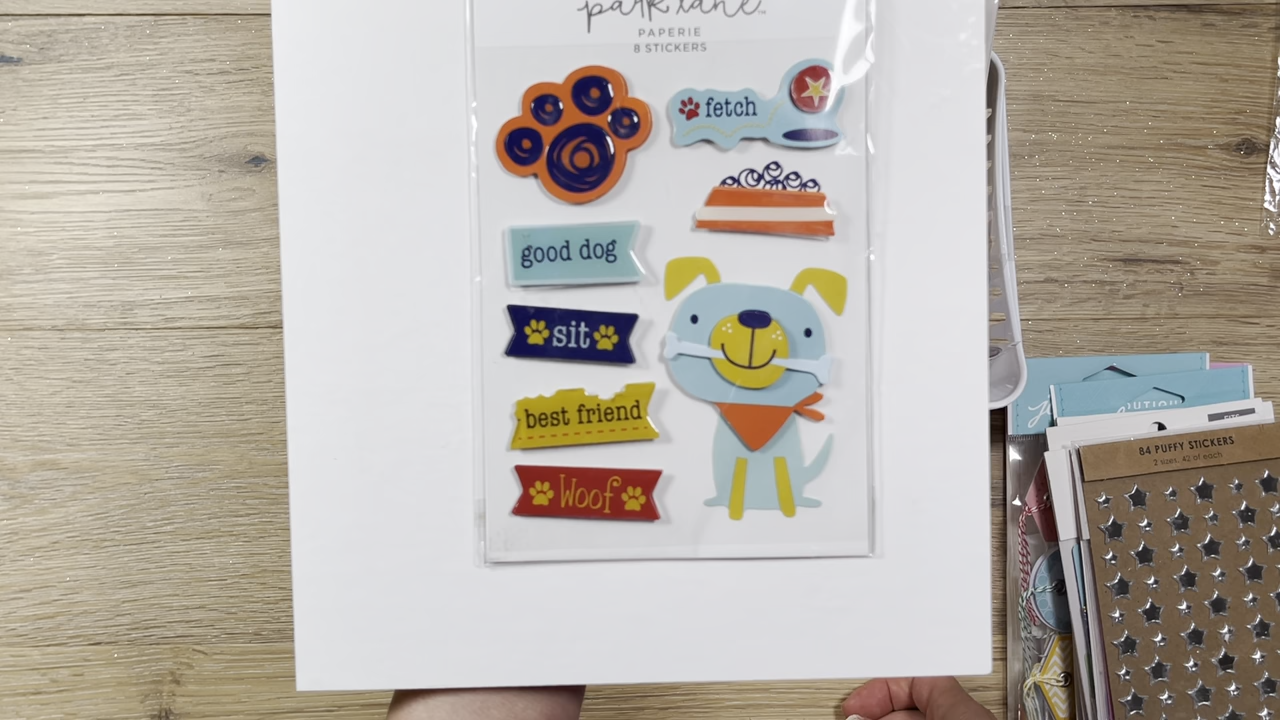 park lane
PAPERIE
8 STICKERS
fetch
good dog
sit
best friend
Woof
84 PUFFY STICKERS
2 sizes, 42 of each